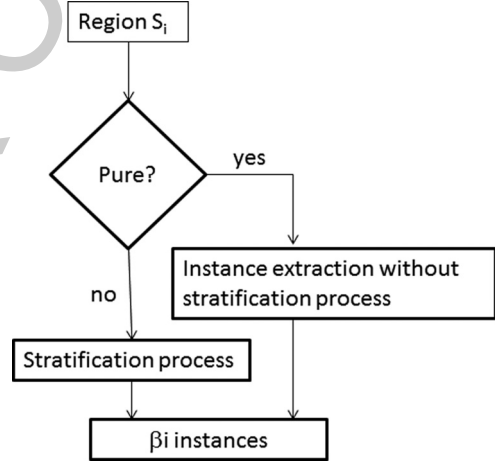 Region Si
Pure?
yes
Instance extraction without
stratification process
no
Stratification process
βi instances